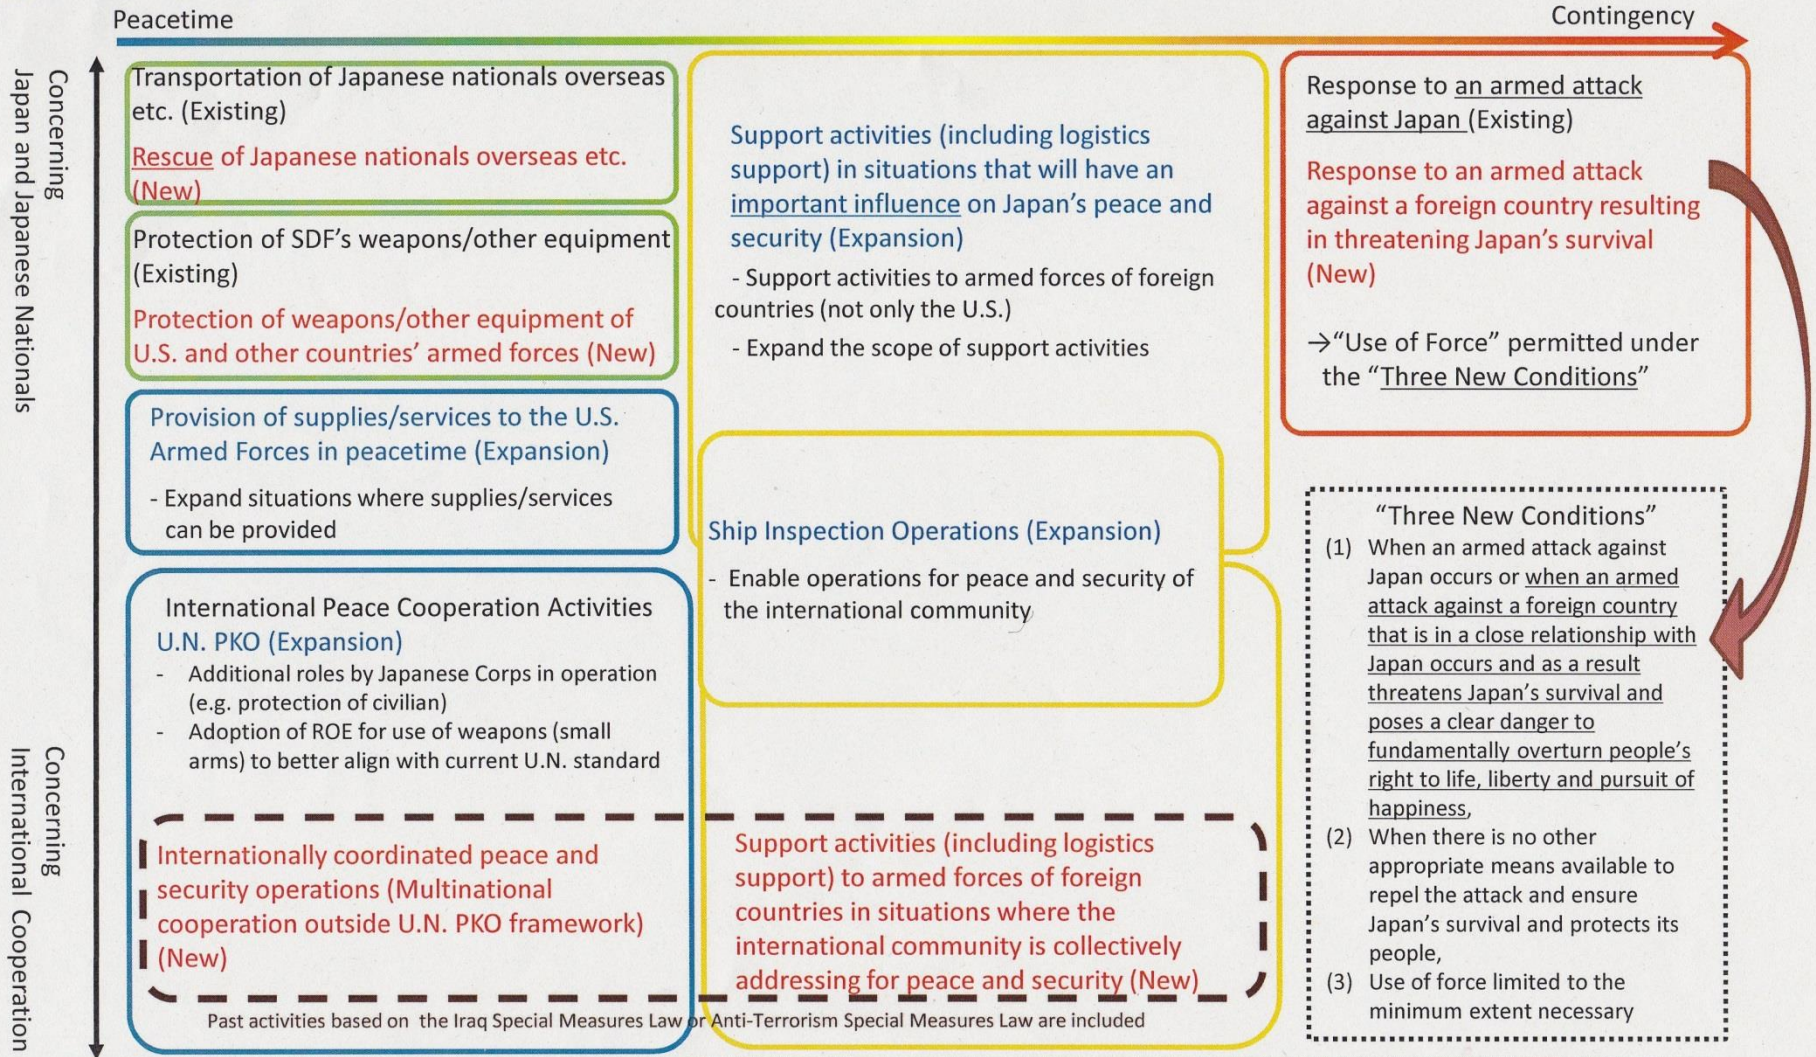 Peacetime
Contingency
Concerning
Japan and Japanese Nationals
Transportation of Japanese nationals overseas
etc. (Existing)
Rescue of Japanese nationals overseas etc.
(New)
Protection of SDF's weapons/other equipment
(Existing)
Protection of weapons/other equipment of
U.S. and other countries' armed forces (New)
Provision of supplies/services to the U.S.
Armed Forces in peacetime (Expansion)
- Expand situations where supplies/services
can be provided
Support activities (including logistics
support) in situations that will have an
important influence on Japan's peace and
security (Expansion)
- Support activities to armed forces of foreign
countries (not only the U.S.)
- Expand the scope of support activities
Response to an armed attack
against Japan (Existing)
Response to an armed attack
against a foreign country resulting
in threatening Japan's survival
(New)
→"Use of Force" permitted under
the "Three New Conditions"
Ship Inspection Operations (Expansion)
- Enable operations for peace and security of
the international community
Concerning
International Cooperation
International Peace Cooperation Activities
U.N. PKO (Expansion)
- Additional roles by Japanese Corps in operation
(e.g. protection of civilian)
- Adoption of ROE for use of weapons (small
arms) to better align with current U.N. standard
Internationally coordinated peace and
security operations (Multinational
cooperation outside U.N. PKO framework)
(New)
Support activities (including logistics
support) to armed forces of foreign
countries in situations where the
international community is collectively
addressing for peace and security (New)
Past activities based on the Iraq Special Measures Law or Anti-Terrorism Special Measures Law are included
"Three New Conditions"
(1) When an armed attack against
Japan occurs or when an armed
attack against a foreign country
that is in a close relationship with
Japan occurs and as a result
threatens Japan's survival and
poses a clear danger to
fundamentally overturn people's
right to life, liberty and pursuit of
happiness,
(2) When there is no other
appropriate means available to
repel the attack and ensure
Japan's survival and protects its
people,
(3) Use of force limited to the
minimum extent necessary